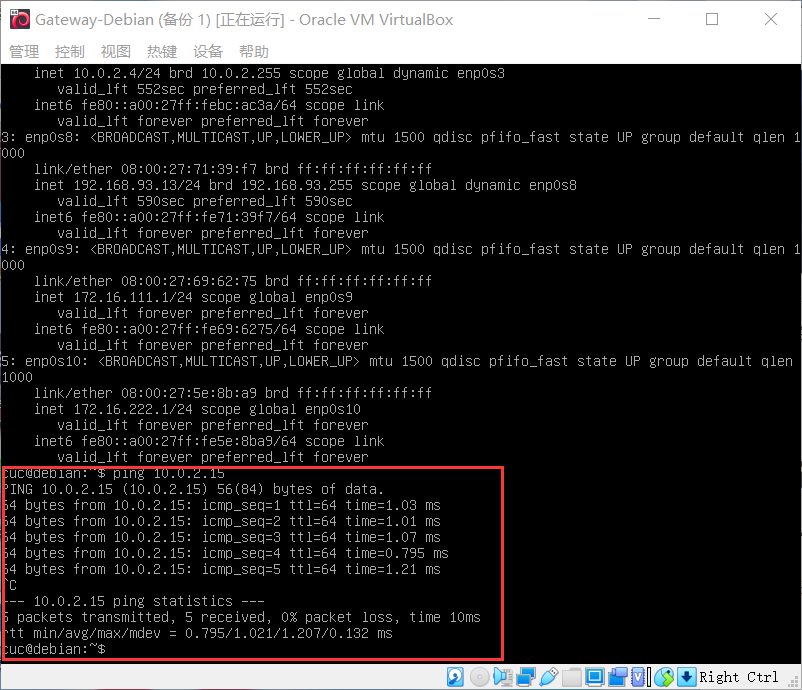 Gateway-Debian (备份 1) [正在运行] - Oracle VM VirtualBox
管理 控制 视图 热键 设备 帮助
inet 10.0.2.4/24 brd 10.0.2.255 scope global dynamic enp0s3
valid_lft 552sec preferred_lft 552sec
inet6 fe80::a00:27ff:febc:ac3a/64 scope link
valid_lft forever preferred_lft forever
3: enp0s8: <BROADCAST,MULTICAST,UP,LOWER_UP> mtu 1500 qdisc pfifo_fast state UP group default qlen 1
000
link/ether 08:00:27:71:39:f7 brd ff:ff:ff:ff:ff:ff
inet 192.168.93.13/24 brd 192.168.93.255 scope global dynamic enp0s8
valid_lft 590sec preferred_lft 590sec
inet6 fe80::a00:27ff:fe71:39f7/64 scope link
valid_lft forever preferred_lft forever
4: enp0s9: <BROADCAST,MULTICAST,UP,LOWER_UP> mtu 1500 qdisc pfifo_fast state UP group default qlen 1
000
link/ether 08:00:27:69:62:75 brd ff:ff:ff:ff:ff:ff
inet 172.16.111.1/24 scope global enp0s9
valid_lft forever preferred_lft forever
inet6 fe80::a00:27ff:fe69:6275/64 scope link
valid_lft forever preferred_lft forever
5: enp0s10: <BROADCAST,MULTICAST,UP,LOWER_UP> mtu 1500 qdisc pfifo_fast state UP group default qlen
1000
link/ether 08:00:27:5e:8b:a9 brd ff:ff:ff:ff:ff:ff
inet 172.16.222.1/24 scope global enp0s10
valid_lft forever preferred_lft forever
inet6 fe80::a00:27ff:fe5e:8ba9/64 scope link
valid_lft forever preferred_lft forever
cuc@debian:~$ ping 10.0.2.15
PING 10.0.2.15 (10.0.2.15) 56(84) bytes of data.
64 bytes from 10.0.2.15: icmp_seq=1 ttl=64 time=1.03 ms
64 bytes from 10.0.2.15: icmp_seq=2 ttl=64 time=1.01 ms
64 bytes from 10.0.2.15: icmp_seq=3 ttl=64 time=1.07 ms
64 bytes from 10.0.2.15: icmp_seq=4 ttl=64 time=0.795 ms
64 bytes from 10.0.2.15: icmp_seq=5 ttl=64 time=1.21 ms
^C
--- 10.0.2.15 ping statistics ---
5 packets transmitted, 5 received, 0% packet loss, time 10ms
rtt min/avg/max/mdev = 0.795/1.021/1.207/0.132 ms
cuc@debian:~$
Right Ctrl